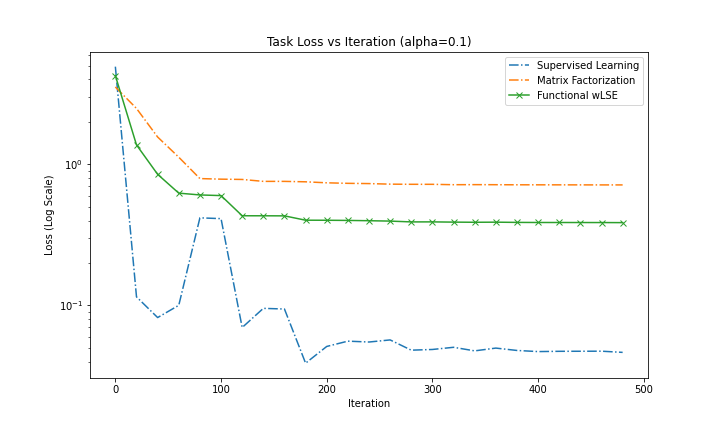 Task Loss vs Iteration (alpha=0.1)
Supervised Learning
Matrix Factorization
Functional wLSE
Loss (Log Scale)
10⁰
10⁻¹
0 100 200 300 400 500
Iteration